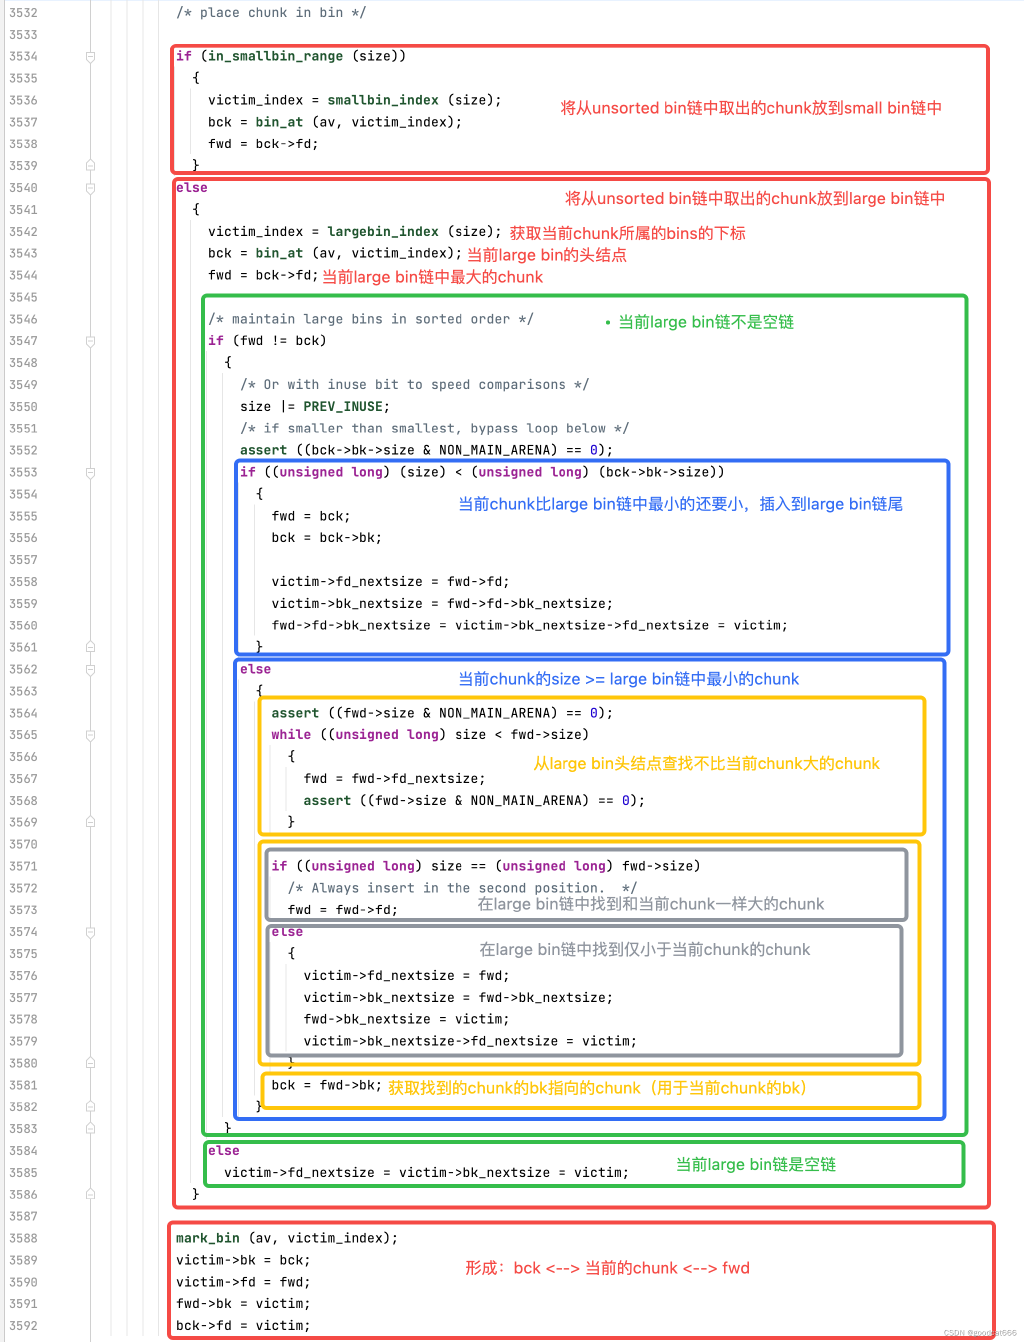 3532 /* place chunk in bin */
3533
3534 if (in_smallbin_range (size))
3535 {
3536 victim_index = smallbin_index (size);
将从unsorted bin链中取出的chunk放到small bin链中
3537 bck = bin_at (av, victim_index);
3538 fwd = bck->fd;
3539 }
3540 else
将从unsorted bin链中取出的chunk放到large bin链中
3541 {
3542 victim_index = largebin_index (size); 获取当前chunk所属的bins的下标
3543 bck = bin_at (av, victim_index); 当前large bin的头结点
3544 fwd = bck->fd; 当前large bin链中最大的chunk
3545
3546 /* maintain large bins in sorted order */ • 当前large bin链不是空链
3547 if (fwd != bck)
3548 {
3549 /* Or with inuse bit to speed comparisons */
3550 size |= PREV_INUSE;
3551 /* if smaller than smallest, bypass loop below */
3552 assert ((bck->bk->size & NON_MAIN_ARENA) == 0);
3553 if ((unsigned long) (size) < (unsigned long) (bck->bk->size))
3554 {
当前chunk比large bin链中最小的还要小，插入到large bin链尾
3555 fwd = bck;
3556 bck = bck->bk;
3557
3558 victim->fd_nextsize = fwd->fd;
3559 victim->bk_nextsize = fwd->fd->bk_nextsize;
3560 fwd->fd->bk_nextsize = victim->bk_nextsize->fd_nextsize = victim;
3561 }
3562 else
当前chunk的size >= large bin链中最小的chunk
3563 {
3564 assert ((fwd->size & NON_MAIN_ARENA) == 0);
3565 while ((unsigned long) size < fwd->size)
3566 {
从large bin头结点查找不比当前chunk大的chunk
3567 fwd = fwd->fd_nextsize;
3568 assert ((fwd->size & NON_MAIN_ARENA) == 0);
3569 }
3570
3571 if ((unsigned long) size == (unsigned long) fwd->size)
3572 /* Always insert in the second position.  */
3573 fwd = fwd->fd; 在large bin链中找到和当前chunk一样大的chunk
3574 else
3575 { 在large bin链中找到仅小于当前chunk的chunk
3576 victim->fd_nextsize = fwd;
3577 victim->bk_nextsize = fwd->bk_nextsize;
3578 fwd->bk_nextsize = victim;
3579 victim->bk_nextsize->fd_nextsize = victim;
3580 }
3581 bck = fwd->bk; 获取找到的chunk的bk指向的chunk（用于当前chunk的bk）
3582 }
3583 }
3584 else
当前large bin链是空链
3585 victim->fd_nextsize = victim->bk_nextsize = victim;
3586 }
3587
3588 mark_bin (av, victim_index);
3589 victim->bk = bck;
形成：bck <--> 当前的chunk <--> fwd
3590 victim->fd = fwd;
3591 fwd->bk = victim;
3592 bck->fd = victim;
CSDN @goodcat666